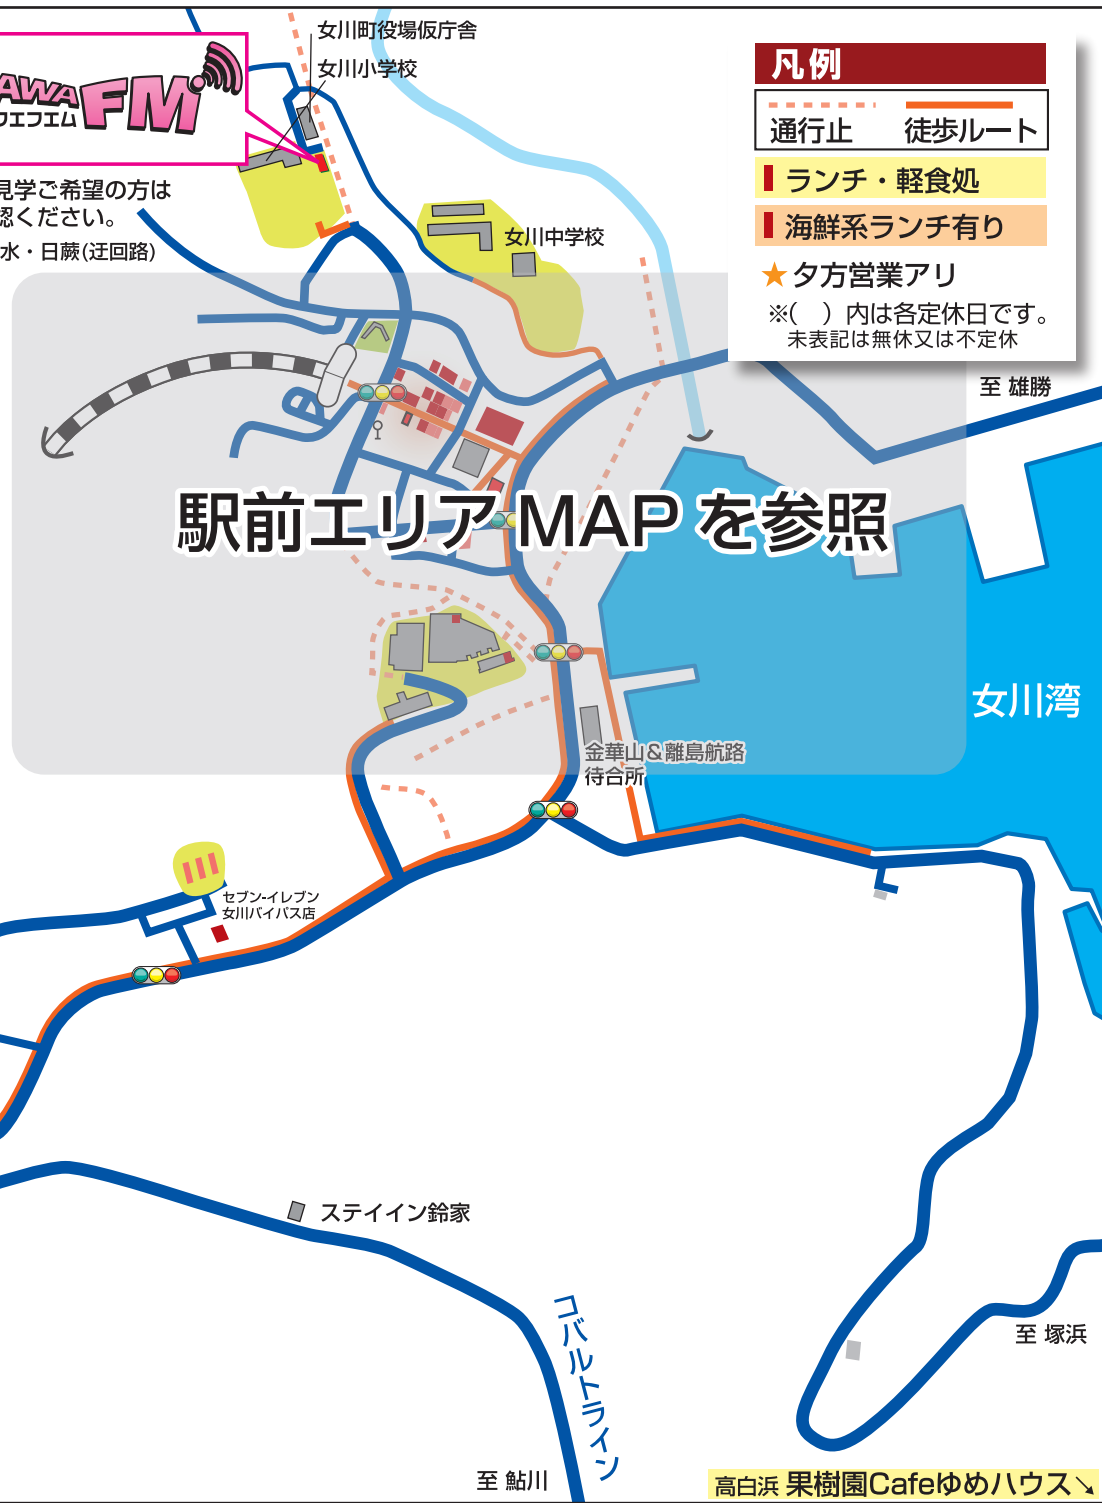 女川町役場仮庁舎
女川小学校
AWA FM
フエフエム
見学ご希望の方は
認ください。
水・日蕨(迂回路)
女川中学校
凡例
通行止 徒歩ルート
ランチ・軽食処
海鮮系ランチ有り
★夕方営業アリ
※(　)内は各定休日です。
未表記は無休又は不定休
至 雄勝
駅前エリア MAP を参照
女川湾
金華山&離島航路
待合所
セブン-イレブン
女川バイパス店
ステイイン鈴家
コバルトライン
至 塚浜
至 鮎川
高白浜 果樹園Cafeゆめハウス↘